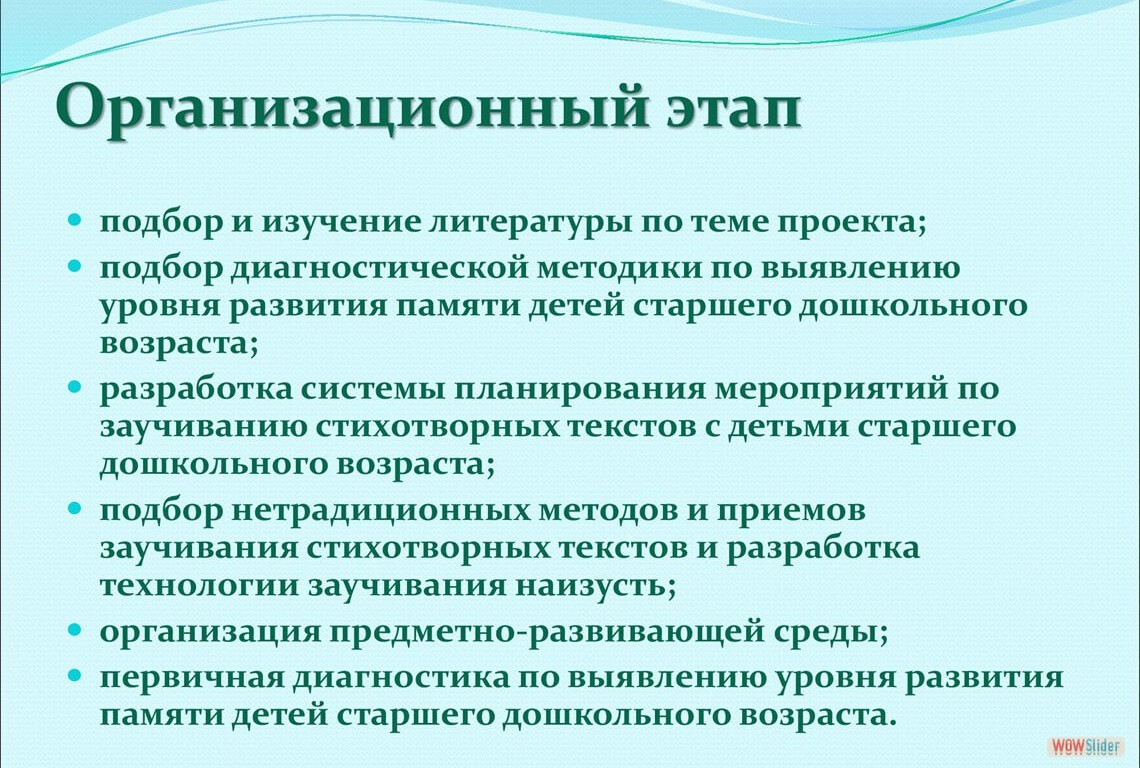 Организационный этап
подбор и изучение литературы по теме проекта;
подбор диагностической методики по выявлению
уровня развития памяти детей старшего дошкольного
возраста;
разработка системы планирования мероприятий по
заучиванию стихотворных текстов с детьми старшего
дошкольного возраста;
подбор нетрадиционных методов и приемов
заучивания стихотворных текстов и разработка
технологии заучивания наизусть;
организация предметно-развивающей среды;
первичная диагностика по выявлению уровня развития
памяти детей старшего дошкольного возраста.
WOWSlider